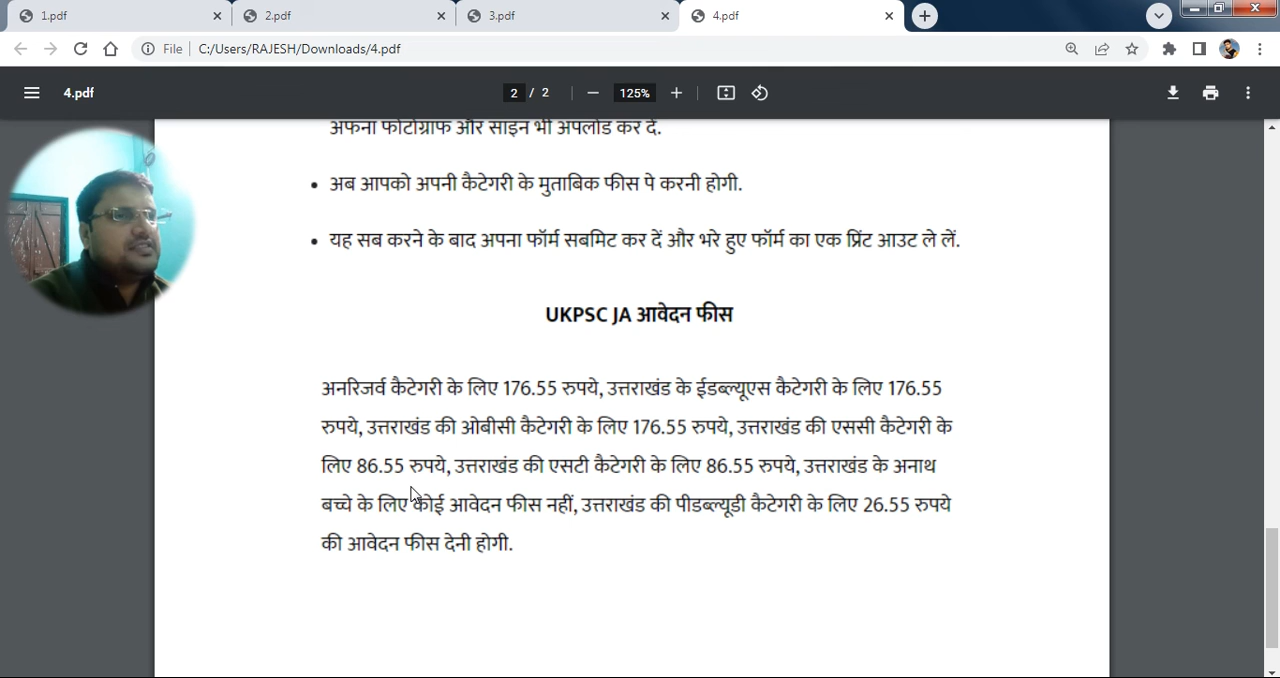 1.pdf
2.pdf
3.pdf
4.pdf
File C:/Users/RAJESH/Downloads/4.pdf
4.pdf
2 / 2
125%
अफना फोटोग्राफ और साइन भी अपलोड कर दें.
• अब आपको अपनी कैटेगरी के मुताबिक फीस पे करनी होगी.
• यह सब करने के बाद अपना फॉर्म सबमिट कर दें और भरे हुए फॉर्म का एक प्रिंट आउट ले लें.
UKPSC JA आवेदन फीस
अनरिजर्व कैटेगरी के लिए 176.55 रुपये, उत्तराखंड के ईडब्ल्यूएस कैटेगरी के लिए 176.55
रुपये, उत्तराखंड की ओबीसी कैटेगरी के लिए 176.55 रुपये, उत्तराखंड की एससी कैटेगरी के
लिए 86.55 रुपये, उत्तराखंड की एसटी कैटेगरी के लिए 86.55 रुपये, उत्तराखंड के अनाथ
बच्चे के लिए कोई आवेदन फीस नहीं, उत्तराखंड की पीडब्ल्यूडी कैटेगरी के लिए 26.55 रुपये
की आवेदन फीस देनी होगी.